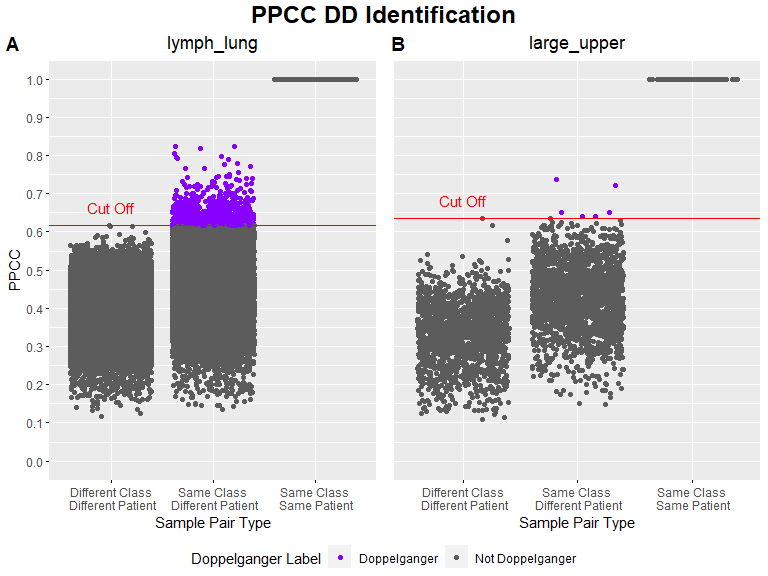 PPCC DD Identification
A
lymph_lung
B
large_upper
PPCC
1.0
0.9
0.8
0.7
0.6
0.5
0.4
0.3
0.2
0.1
0.0
Cut Off
Cut Off
Different Class
Different Patient
Same Class
Different Patient
Same Class
Same Patient
Sample Pair Type
Different Class
Different Patient
Same Class
Different Patient
Same Class
Same Patient
Sample Pair Type
Doppelganger Label
Doppelganger
Not Doppelganger